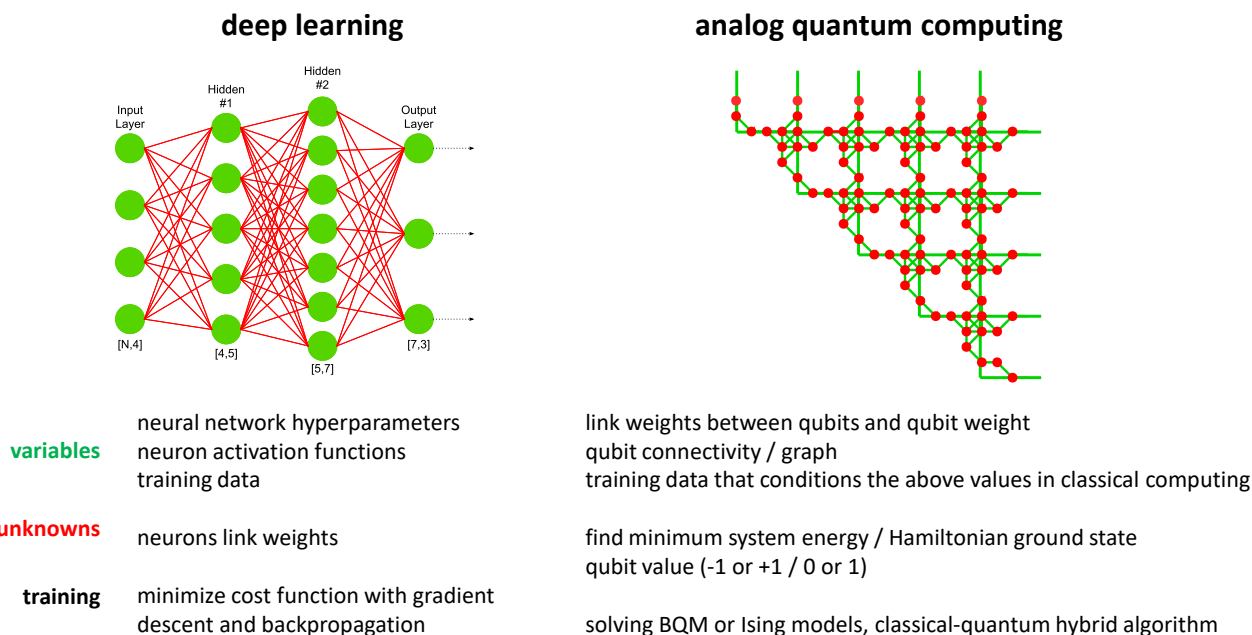 deep learning
analog quantum computing
Hidden
#2
Hidden
#1
Input
Layer
Output
Layer
[N,4]
[4,5]
[5,7]
[7,3]
variables
neural network hyperparameters
neuron activation functions
training data
link weights between qubits and qubit weight
qubit connectivity / graph
training data that conditions the above values in classical computing
unknowns
neurons link weights
find minimum system energy / Hamiltonian ground state
qubit value (-1 or +1 / 0 or 1)
training
minimize cost function with gradient
descent and backpropagation
solving BQM or Ising models, classical-quantum hybrid algorithm